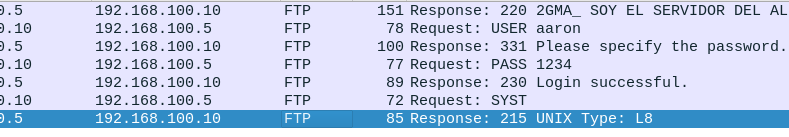 0.5 192.168.100.10 FTP 151 Response: 220 2GMA_ SOY EL SERVIDOR DEL AL
0.10 192.168.100.5 FTP 78 Request: USER aaron
0.5 192.168.100.10 FTP 100 Response: 331 Please specify the password.
0.10 192.168.100.5 FTP 77 Request: PASS 1234
0.5 192.168.100.10 FTP 89 Response: 230 Login successful.
0.10 192.168.100.5 FTP 72 Request: SYST
0.5 192.168.100.10 FTP 85 Response: 215 UNIX Type: L8